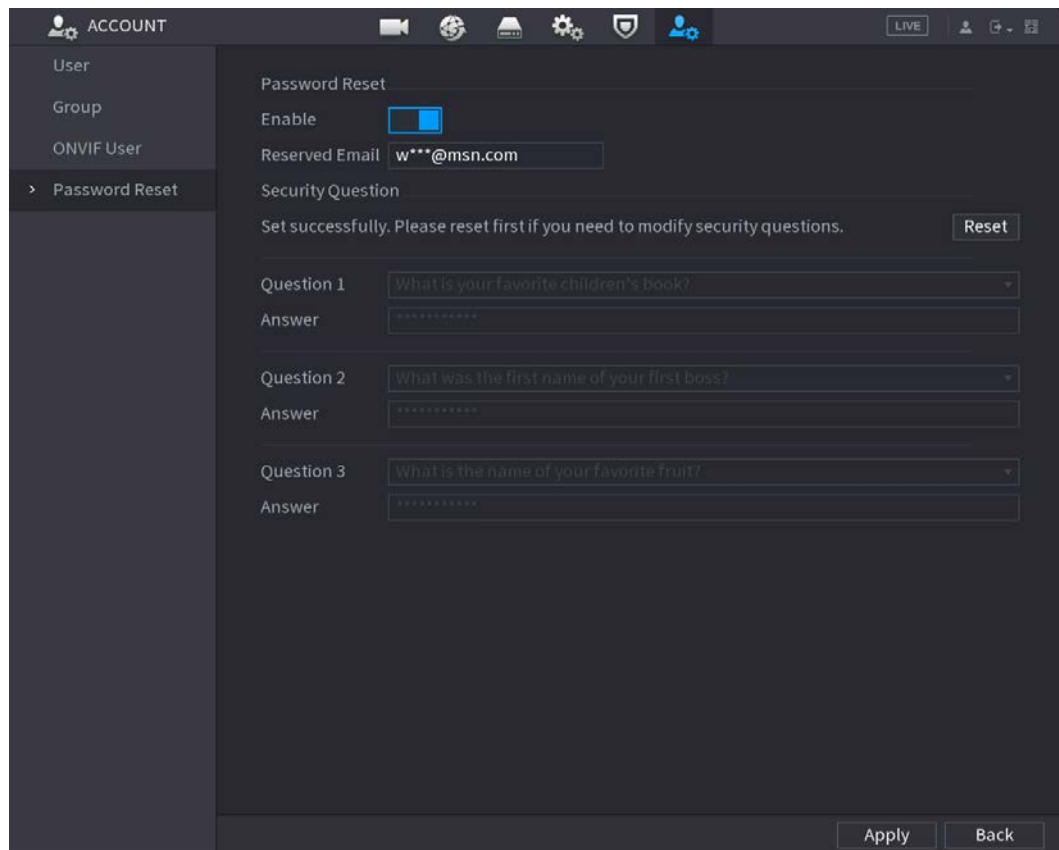 ACCOUNT
LIVE
User
Group
ONVIF User
> Password Reset
Password Reset
Enable
Reserved Email w***@msn.com
Security Question
Set successfully. Please reset first if you need to modify security questions. Reset
Question 1 What is your favorite children's book?
Answer ***********
Question 2 What was the first name of your first boss?
Answer ***********
Question 3 What is the name of your favorite fruit?
Answer ***********
Apply Back